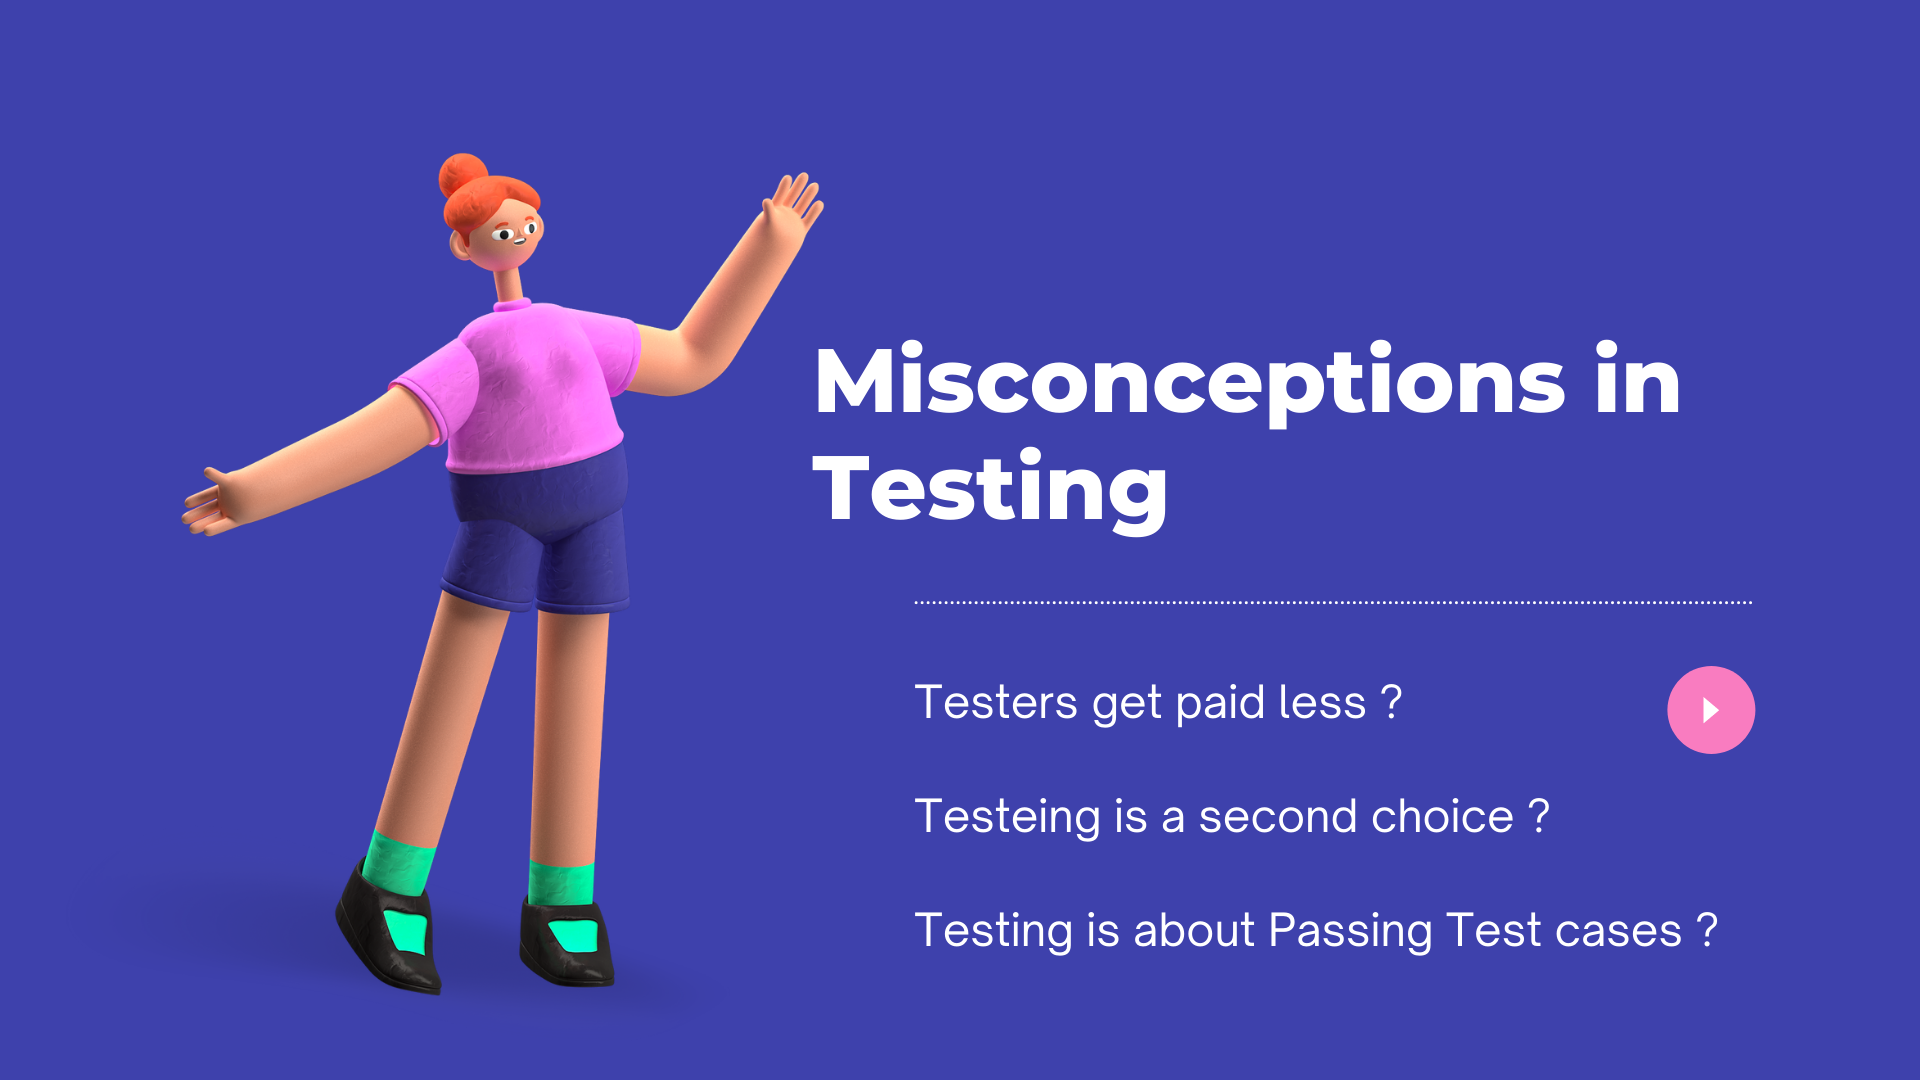 Misconceptions in
Testing
Testers get paid less ?
Testeing is a second choice ?
Testing is about Passing Test cases ?